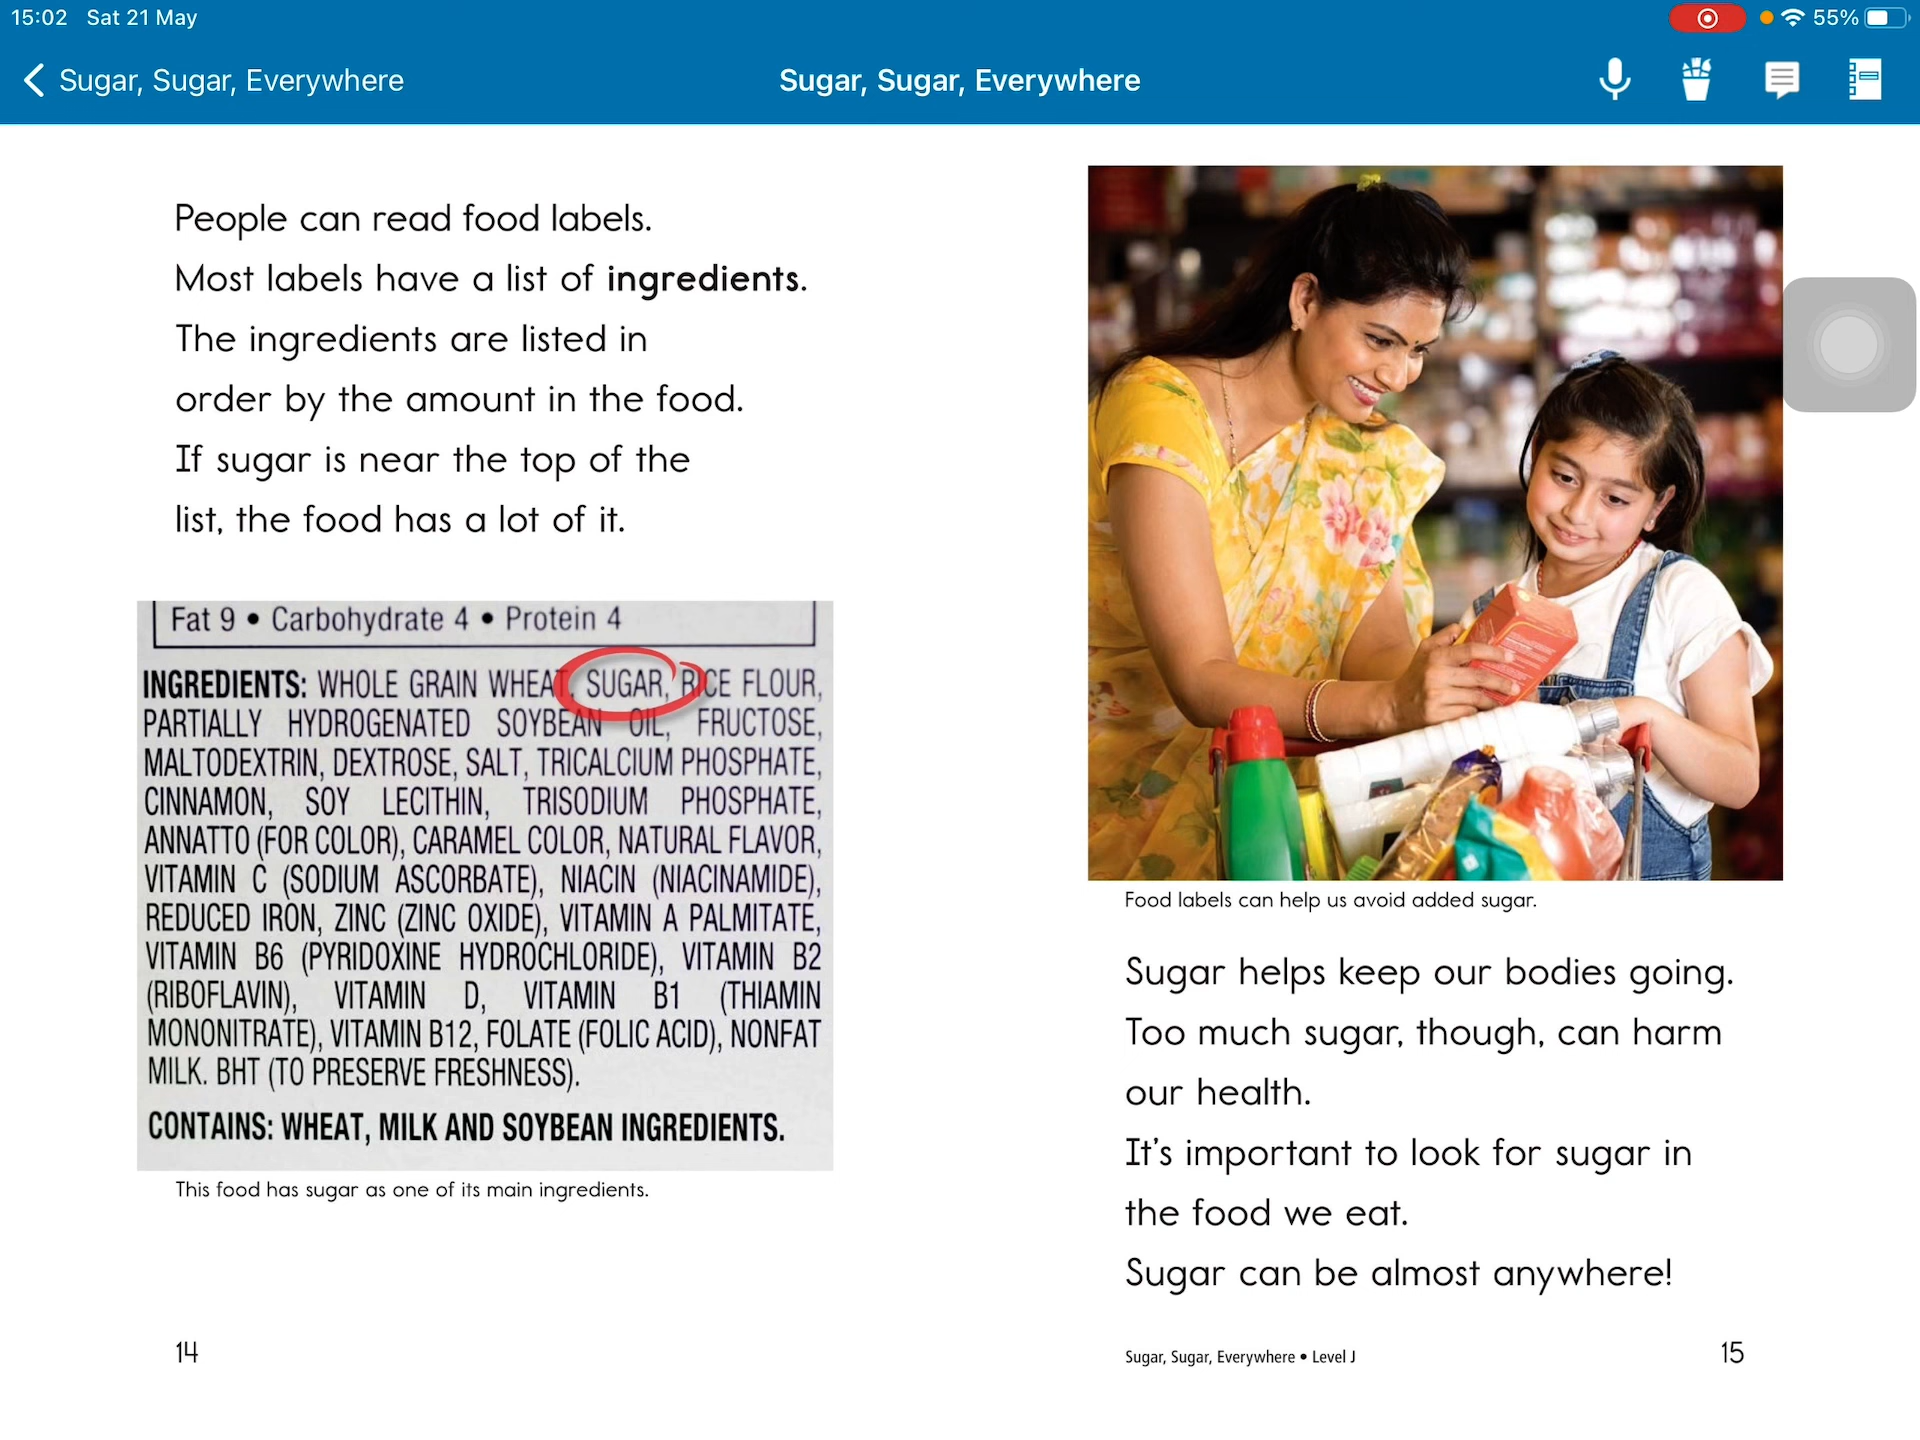 15:02 Sat 21 May
55%
Sugar, Sugar, Everywhere
Sugar, Sugar, Everywhere
People can read food labels.
Most labels have a list of ingredients.
The ingredients are listed in
order by the amount in the food.
If sugar is near the top of the
list, the food has a lot of it.
Fat 9 • Carbohydrate 4 • Protein 4
INGREDIENTS: WHOLE GRAIN WHEAT, SUGAR, RICE FLOUR,
PARTIALLY HYDROGENATED SOYBEAN OIL, FRUCTOSE,
MALTODEXTRIN, DEXTROSE, SALT, TRICALCIUM PHOSPHATE,
CINNAMON, SOY LECITHIN, TRISODIUM PHOSPHATE,
ANNATTO (FOR COLOR), CARAMEL COLOR, NATURAL FLAVOR,
VITAMIN C (SODIUM ASCORBATE), NIACIN (NIACINAMIDE),
REDUCED IRON, ZINC (ZINC OXIDE), VITAMIN A PALMITATE,
VITAMIN B6 (PYRIDOXINE HYDROCHLORIDE), VITAMIN B2
(RIBOFLAVIN), VITAMIN D, VITAMIN B1 (THIAMIN
MONONITRATE), VITAMIN B12, FOLATE (FOLIC ACID), NONFAT
MILK. BHT (TO PRESERVE FRESHNESS).
CONTAINS: WHEAT, MILK AND SOYBEAN INGREDIENTS.
This food has sugar as one of its main ingredients.
14
Food labels can help us avoid added sugar.
Sugar helps keep our bodies going.
Too much sugar, though, can harm
our health.
It's important to look for sugar in
the food we eat.
Sugar can be almost anywhere!
Sugar, Sugar, Everywhere • Level J
15